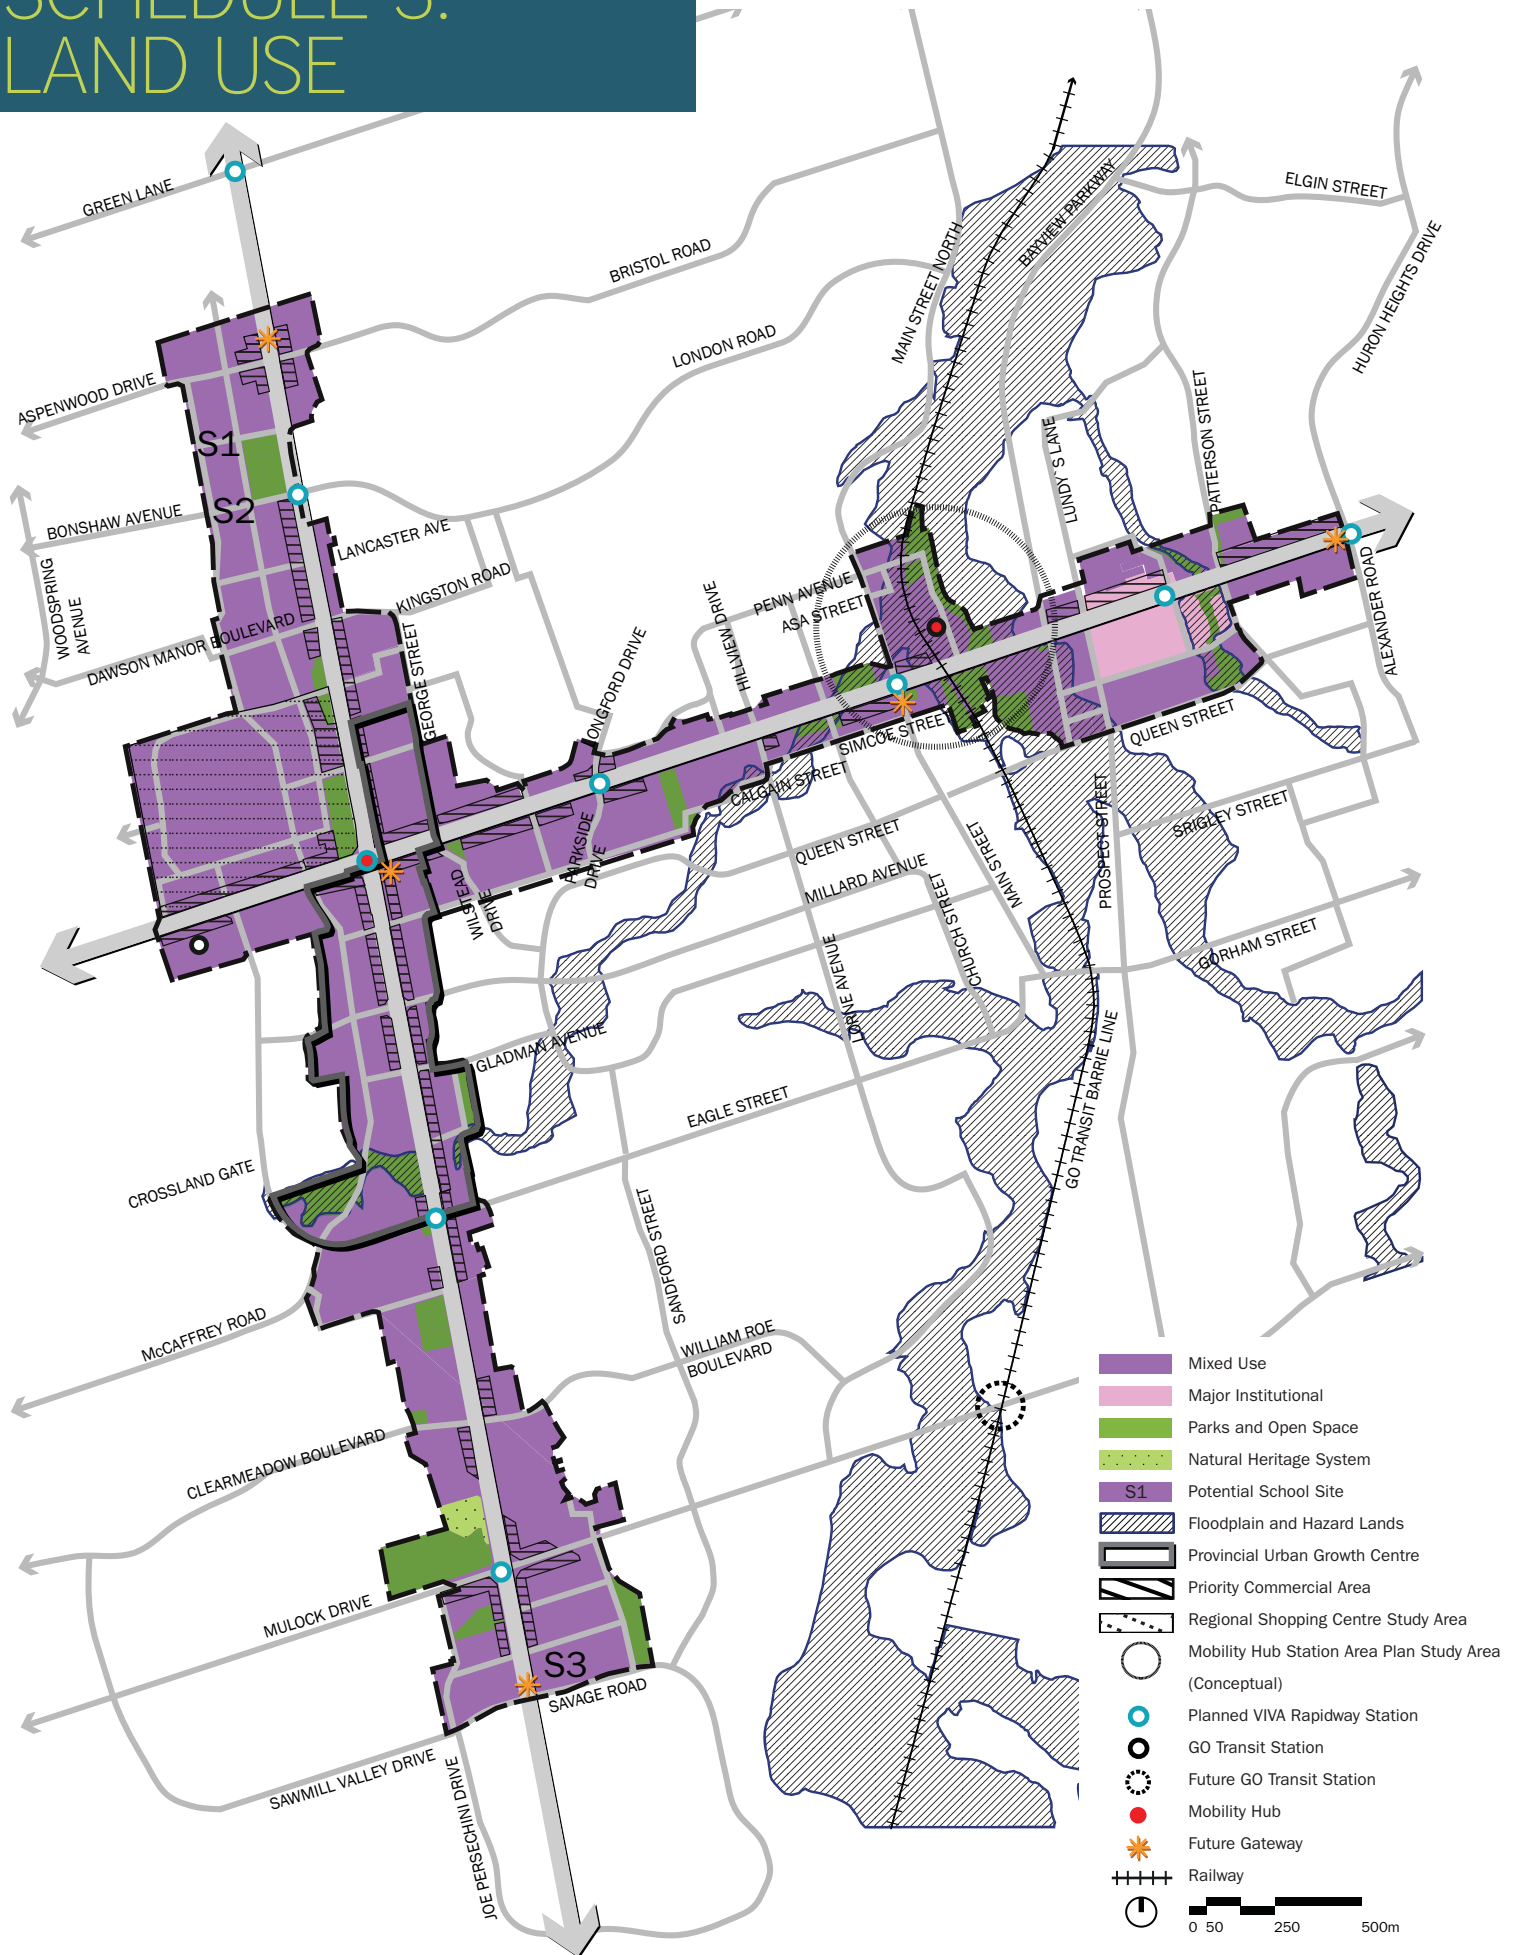 SCHEDULE 3:
LAND USE
GREEN LANE
ELGIN STREET
BAYVIEW PARKWAY
BRISTOL ROAD
MAIN STREET NORTH
HURON HEIGHTS DRIVE
LONDON ROAD
ASPENWOOD DRIVE
PATTERSON STREET
S1
LUNDY'S LANE
S2
BONSHAW AVENUE
LANCASTER AVE
WOODSPRING
AVENUE
KINGSTON ROAD
PENN AVENUE
ASA STREET
HILLVIEW DRIVE
ALEXANDER ROAD
DAWSON MANOR BOULEVARD
GEORGE STREET
LONGFORD DRIVE
SIMCOE STREET
QUEEN STREET
CALGAIN STREET
PARKSIDE
DRIVE
QUEEN STREET
SRIGLEY STREET
PROSPECT STREET
MAIN STREET
MILLARD AVENUE
WILSTEAD
DRIVE
CHURCH STREET
LORNE AVENUE
GORHAM STREET
GLADMAN AVENUE
EAGLE STREET
GO TRANSIT BARRIE LINE
CROSSLAND GATE
SANDFORD STREET
McCAFFREY ROAD
WILLIAM ROE
BOULEVARD
CLEARMEADOW BOULEVARD
MULOCK DRIVE
S3
SAVAGE ROAD
SAWMILL VALLEY DRIVE
JOE PERSECHINI DRIVE
Mixed Use
Major Institutional
Parks and Open Space
Natural Heritage System
S1 Potential School Site
Floodplain and Hazard Lands
Provincial Urban Growth Centre
Priority Commercial Area
Regional Shopping Centre Study Area
Mobility Hub Station Area Plan Study Area
(Conceptual)
Planned VIVA Rapidway Station
GO Transit Station
Future GO Transit Station
Mobility Hub
Future Gateway
Railway
0 50 250 500m